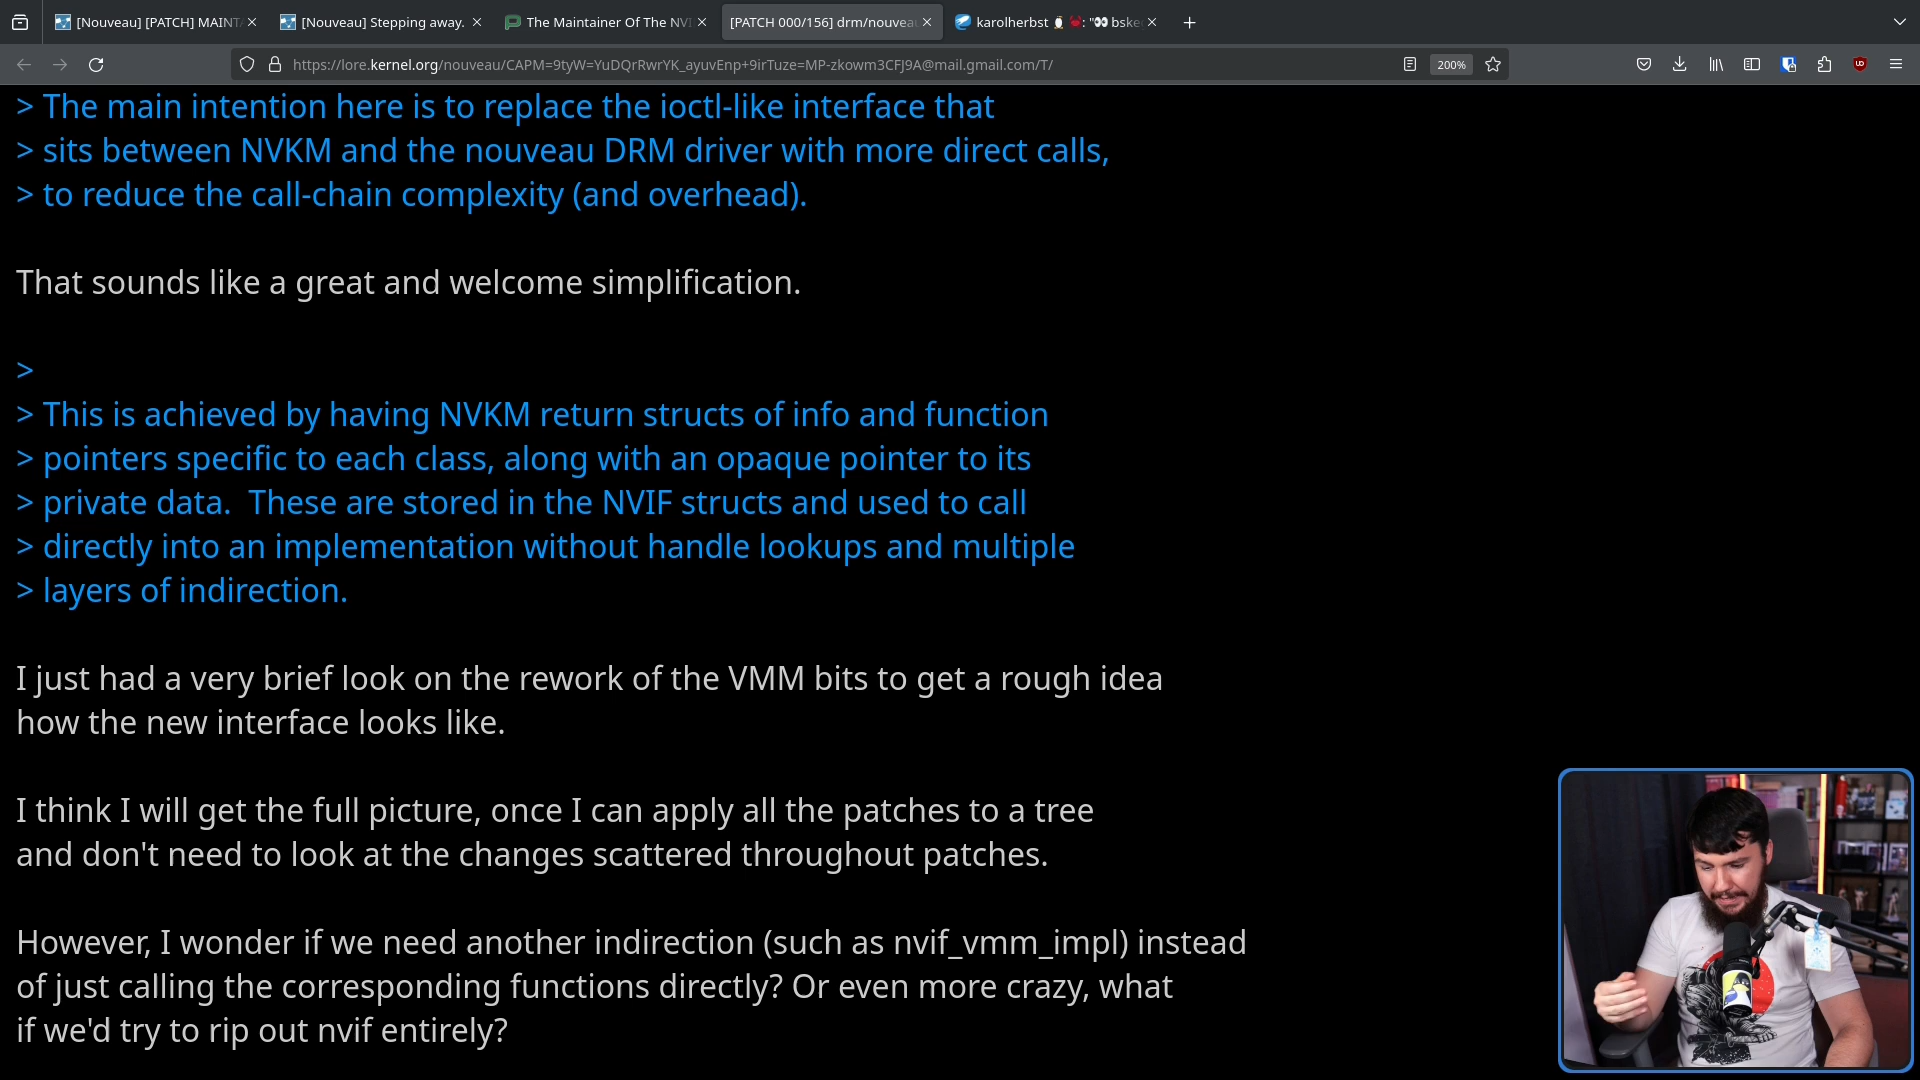 [Nouveau] [PATCH] MAINTA
[Nouveau] Stepping away.
The Maintainer Of The NVI
[PATCH 000/156] drm/nouveau
karolherbst 🐧 🦀: "👀 bske
https://lore.kernel.org/nouveau/CAPM=9tyW=YuDQrRwrYK_ayuvEnp+9irTuze=MP-zkowm3CFJ9A@mail.gmail.com/T/
200%
> The main intention here is to replace the ioctl-like interface that
> sits between NVKM and the nouveau DRM driver with more direct calls,
> to reduce the call-chain complexity (and overhead).
That sounds like a great and welcome simplification.
>
> This is achieved by having NVKM return structs of info and function
> pointers specific to each class, along with an opaque pointer to its
> private data.  These are stored in the NVIF structs and used to call
> directly into an implementation without handle lookups and multiple
> layers of indirection.
I just had a very brief look on the rework of the VMM bits to get a rough idea
how the new interface looks like.
I think I will get the full picture, once I can apply all the patches to a tree
and don't need to look at the changes scattered throughout patches.
However, I wonder if we need another indirection (such as nvif_vmm_impl) instead
of just calling the corresponding functions directly? Or even more crazy, what
if we'd try to rip out nvif entirely?